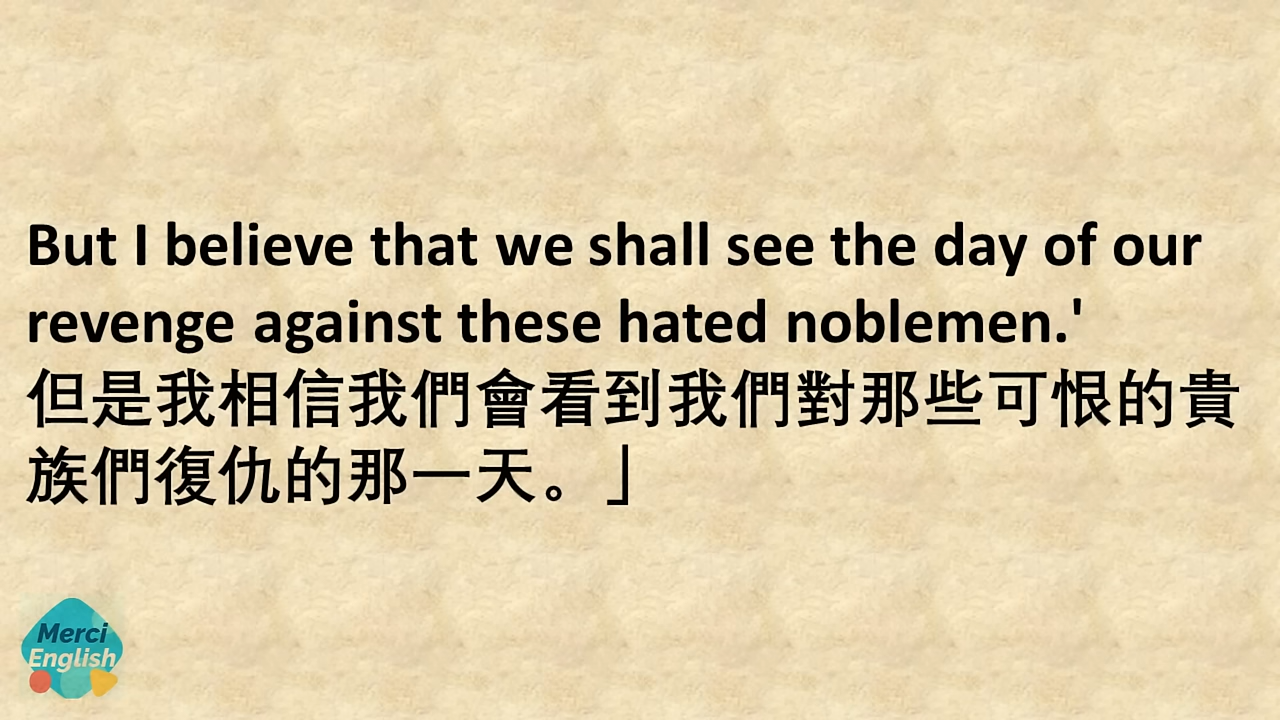 But I believe that we shall see the day of our
revenge against these hated noblemen.'
但是我相信我們會看到我們對那些可恨的貴
族們復仇的那一天。」
Merci
English